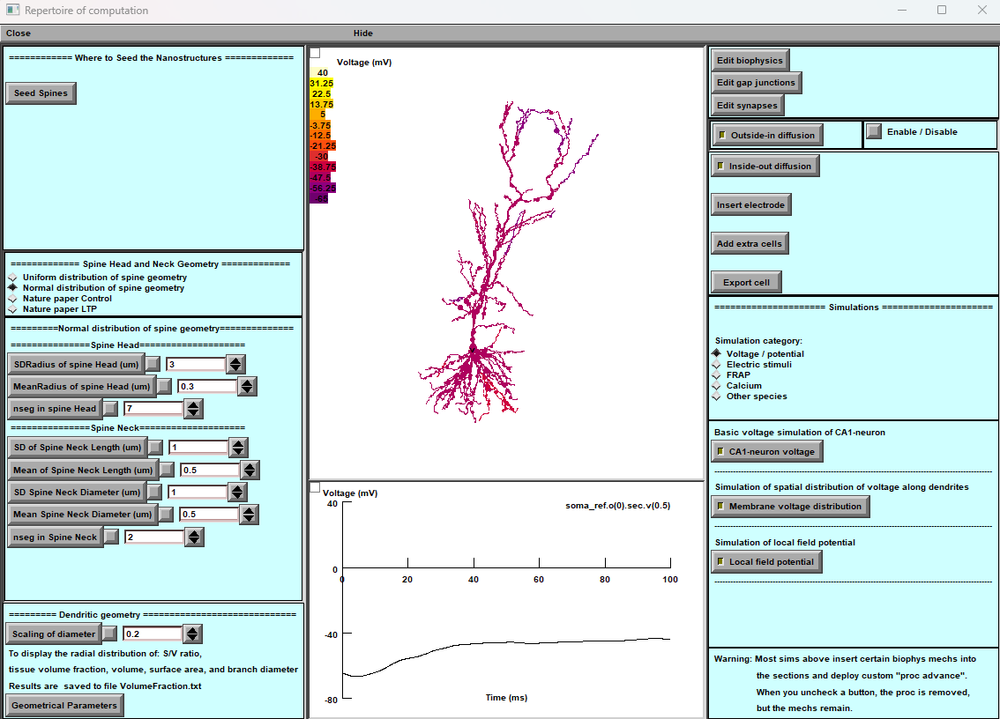 Repertoire of computation
Close
Hide
============ Where to Seed the Nanostructures =============
Seed Spines
============= Spine Head and Neck Geometry =============
Uniform distribution of spine geometry
Normal distribution of spine geometry
Nature paper Control
Nature paper LTP
=========Normal distribution of spine geometry==============
===============Spine Head====================
SDRadius of spine Head (um) 3
MeanRadius of spine Head (um) 0.3
nseg in spine Head 7
===============Spine Neck====================
SD of Spine Neck Length (um) 1
Mean of Spine Neck Length (um) 0.5
SD Spine Neck Diameter (um) 1
Mean Spine Neck Diameter (um) 0.5
nseg in Spine Neck 2
========= Dendritic geometry =============================
Scaling of diameter 0.2
To display the radial distribution of: S/V ratio,
tissue volume fraction, volume, surface area, and branch diameter
Results are saved to file VolumeFraction.txt
Geometrical Parameters
Voltage (mV)
40
31.25
22.5
13.75
5
-3.75
-12.5
-21.25
-30
-38.75
-47.5
-56.25
-65
Voltage (mV)
40
soma_ref.o(0).sec.v(0.5)
0
0 20 40 60 80 100
-40
-80
Time (ms)
Edit biophysics
Edit gap junctions
Edit synapses
Outside-in diffusion
Enable / Disable
Inside-out diffusion
Insert electrode
Add extra cells
Export cell
===================== Simulations =====================
Simulation category:
Voltage / potential
Electric stimuli
FRAP
Calcium
Other species
Basic voltage simulation of CA1-neuron
CA1-neuron voltage
Simulation of spatial distribution of voltage along dendrites
Membrane voltage distribution
Simulation of local field potential
Local field potential
Warning: Most sims above insert certain biophys mechs into
the sections and deploy custom "proc advance".
When you uncheck a button, the proc is removed,
but the mechs remain.